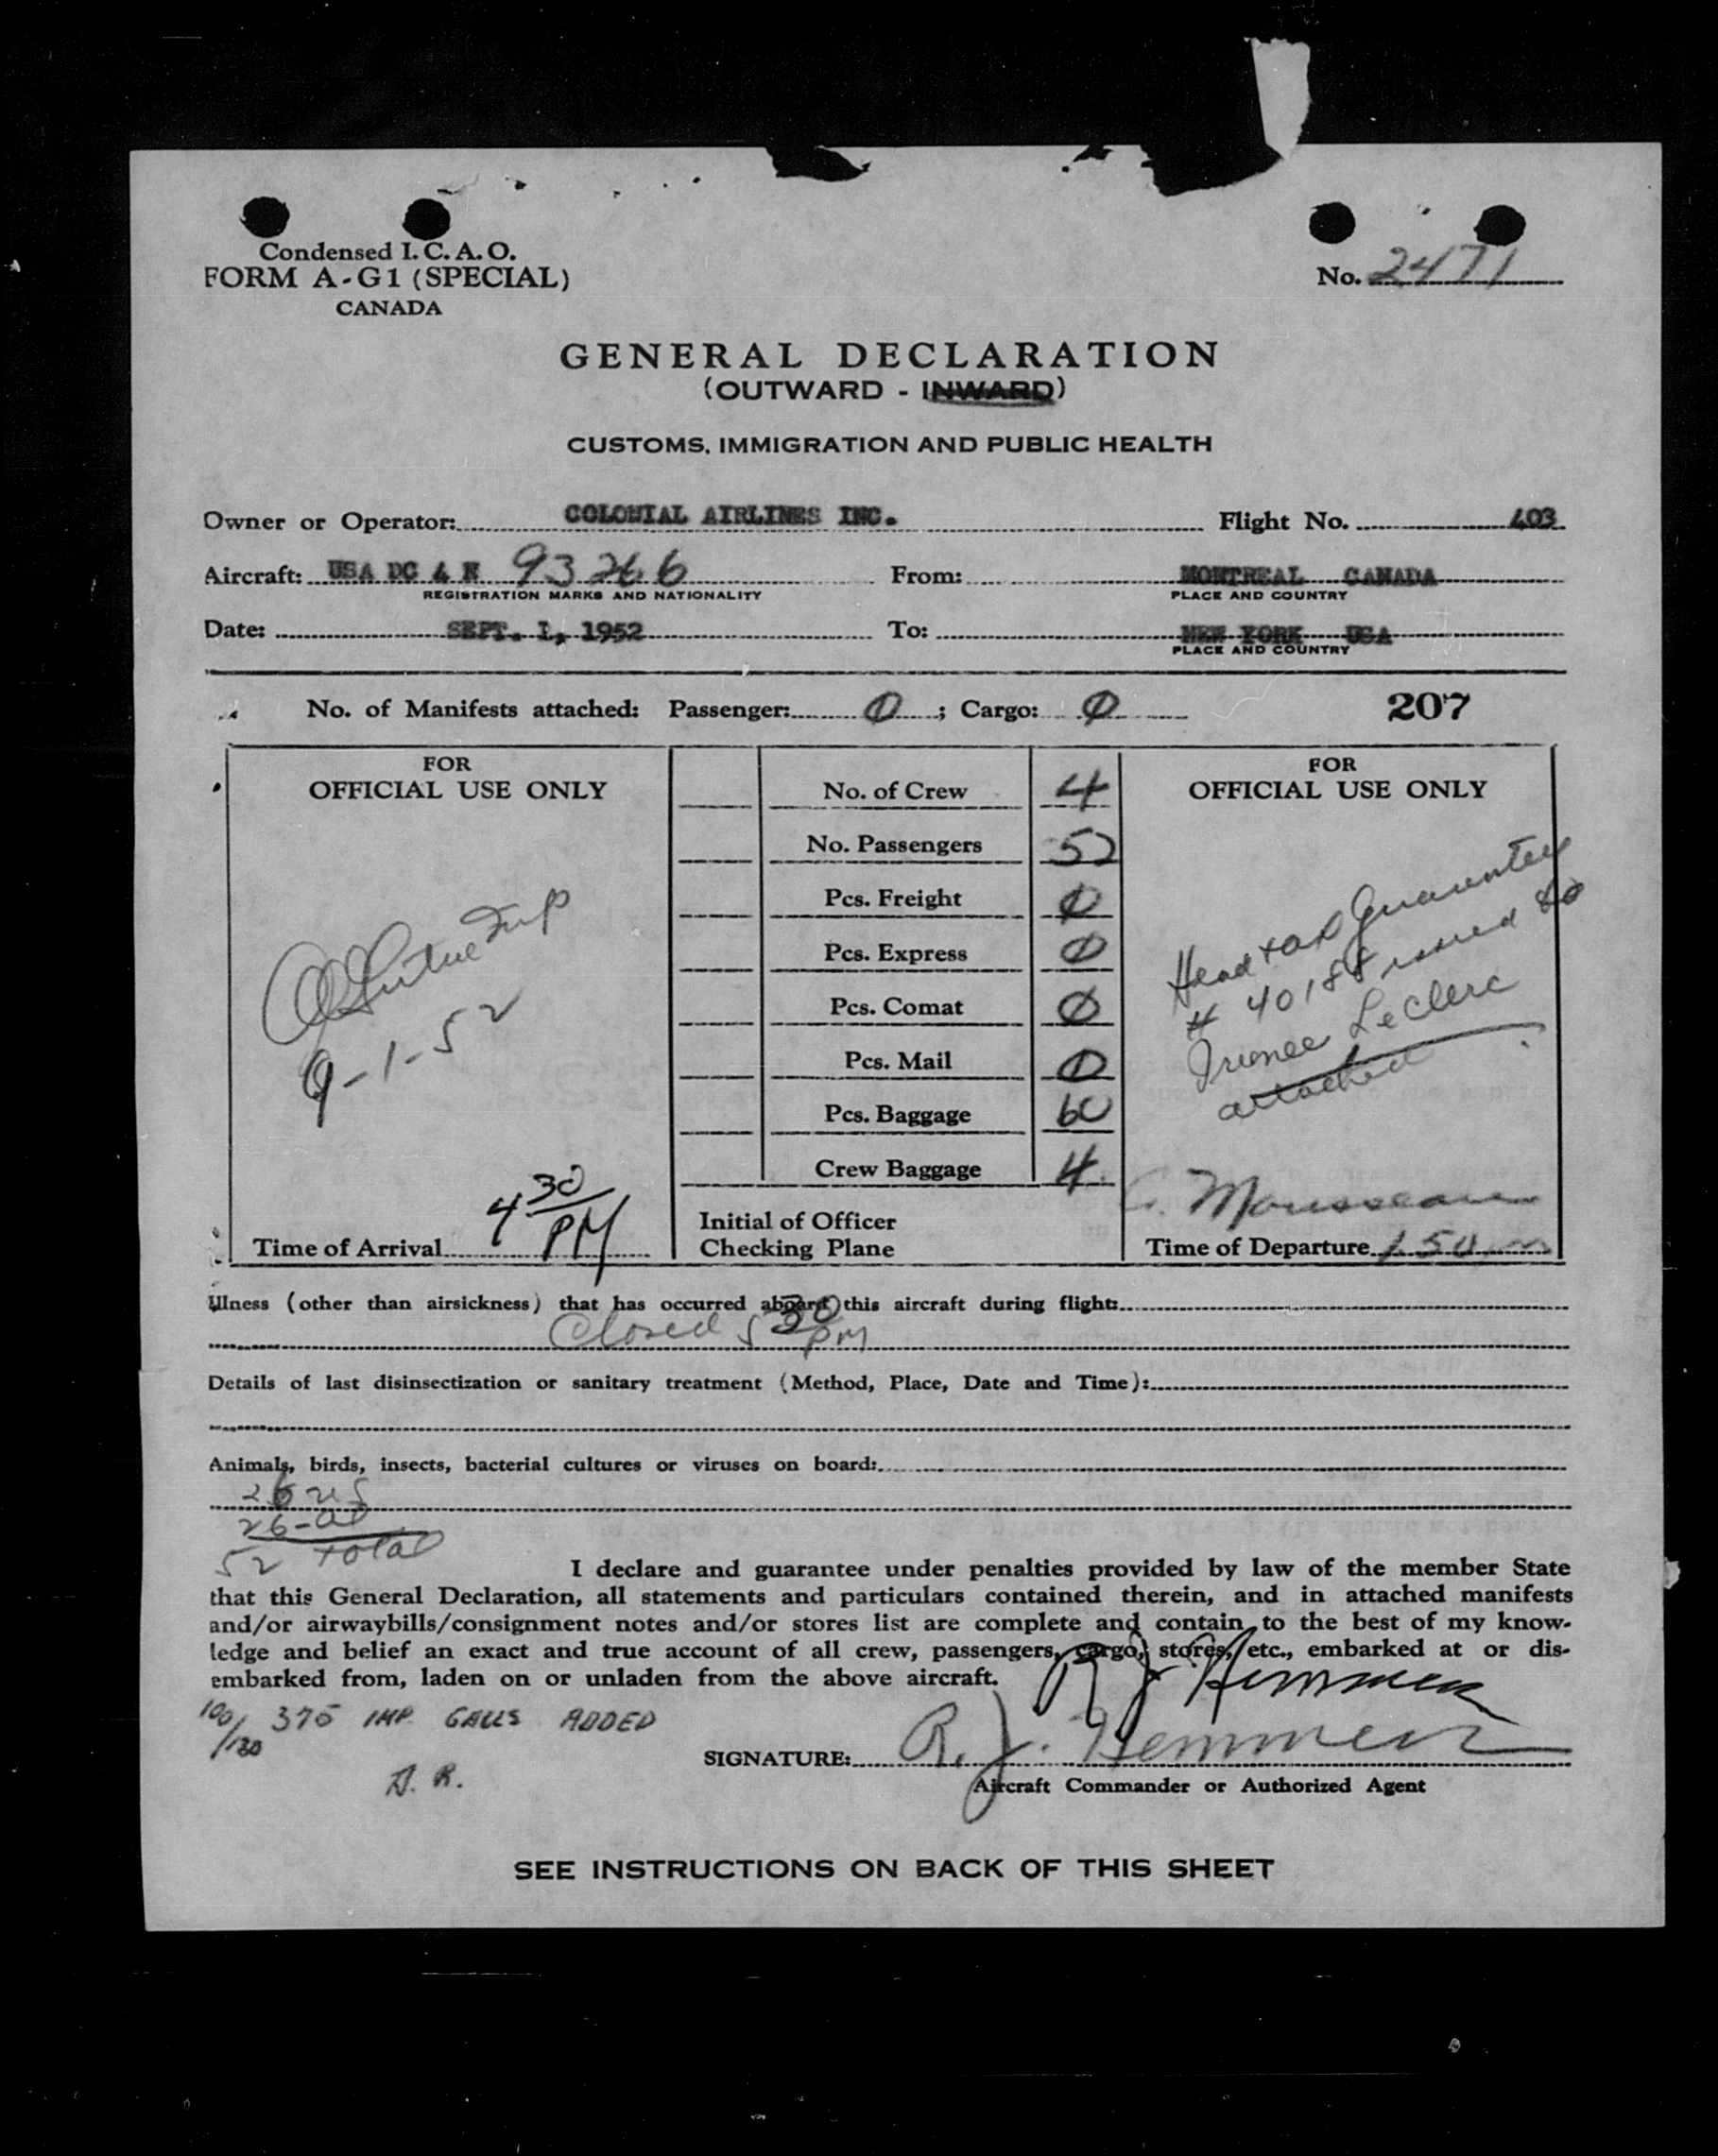 Condensed I. C. A. O.
FORM A-G1 (SPECIAL)
CANADA
No. 2471
GENERAL DECLARATION
(OUTWARD - INWARD)
CUSTOMS, IMMIGRATION AND PUBLIC HEALTH
Owner or Operator: COLONIAL AIRLINES INC. Flight No. 403
Aircraft: USA DC 4 N 93266 From: MONTREAL CANADA
REGISTRATION MARKS AND NATIONALITY PLACE AND COUNTRY
Date: SEPT. 1, 1952 To: NEW YORK USA
PLACE AND COUNTRY
No. of Manifests attached: Passenger: 0 ; Cargo: 0 207
FOR
OFFICIAL USE ONLY
Insp
9-1-52
4 30 PM
Time of Arrival
No. of Crew 4
No. Passengers 52
Pcs. Freight 0
Pcs. Express 0
Pcs. Comat 0
Pcs. Mail 0
Pcs. Baggage 60
Crew Baggage 4
Initial of Officer
Checking Plane
FOR
OFFICIAL USE ONLY
Head tax Guarantey
# 40188 issued to
Irenee LeClerc
attached
Mousseau
Time of Departure 1 50
Illness (other than airsickness) that has occurred aboard this aircraft during flight:
Closed 5 30 PM
Details of last disinsectization or sanitary treatment (Method, Place, Date and Time):
Animals, birds, insects, bacterial cultures or viruses on board:
26 us
26 - al
52 total
I declare and guarantee under penalties provided by law of the member State
that this General Declaration, all statements and particulars contained therein, and in attached manifests
and/or airwaybills/consignment notes and/or stores list are complete and contain to the best of my know-
ledge and belief an exact and true account of all crew, passengers, cargo, stores, etc., embarked at or dis-
embarked from, laden on or unladen from the above aircraft.
R J Hemmen
100/130 375 IMP. GALLS ADDED
SIGNATURE: R. J. Hemmen
Aircraft Commander or Authorized Agent
SEE INSTRUCTIONS ON BACK OF THIS SHEET